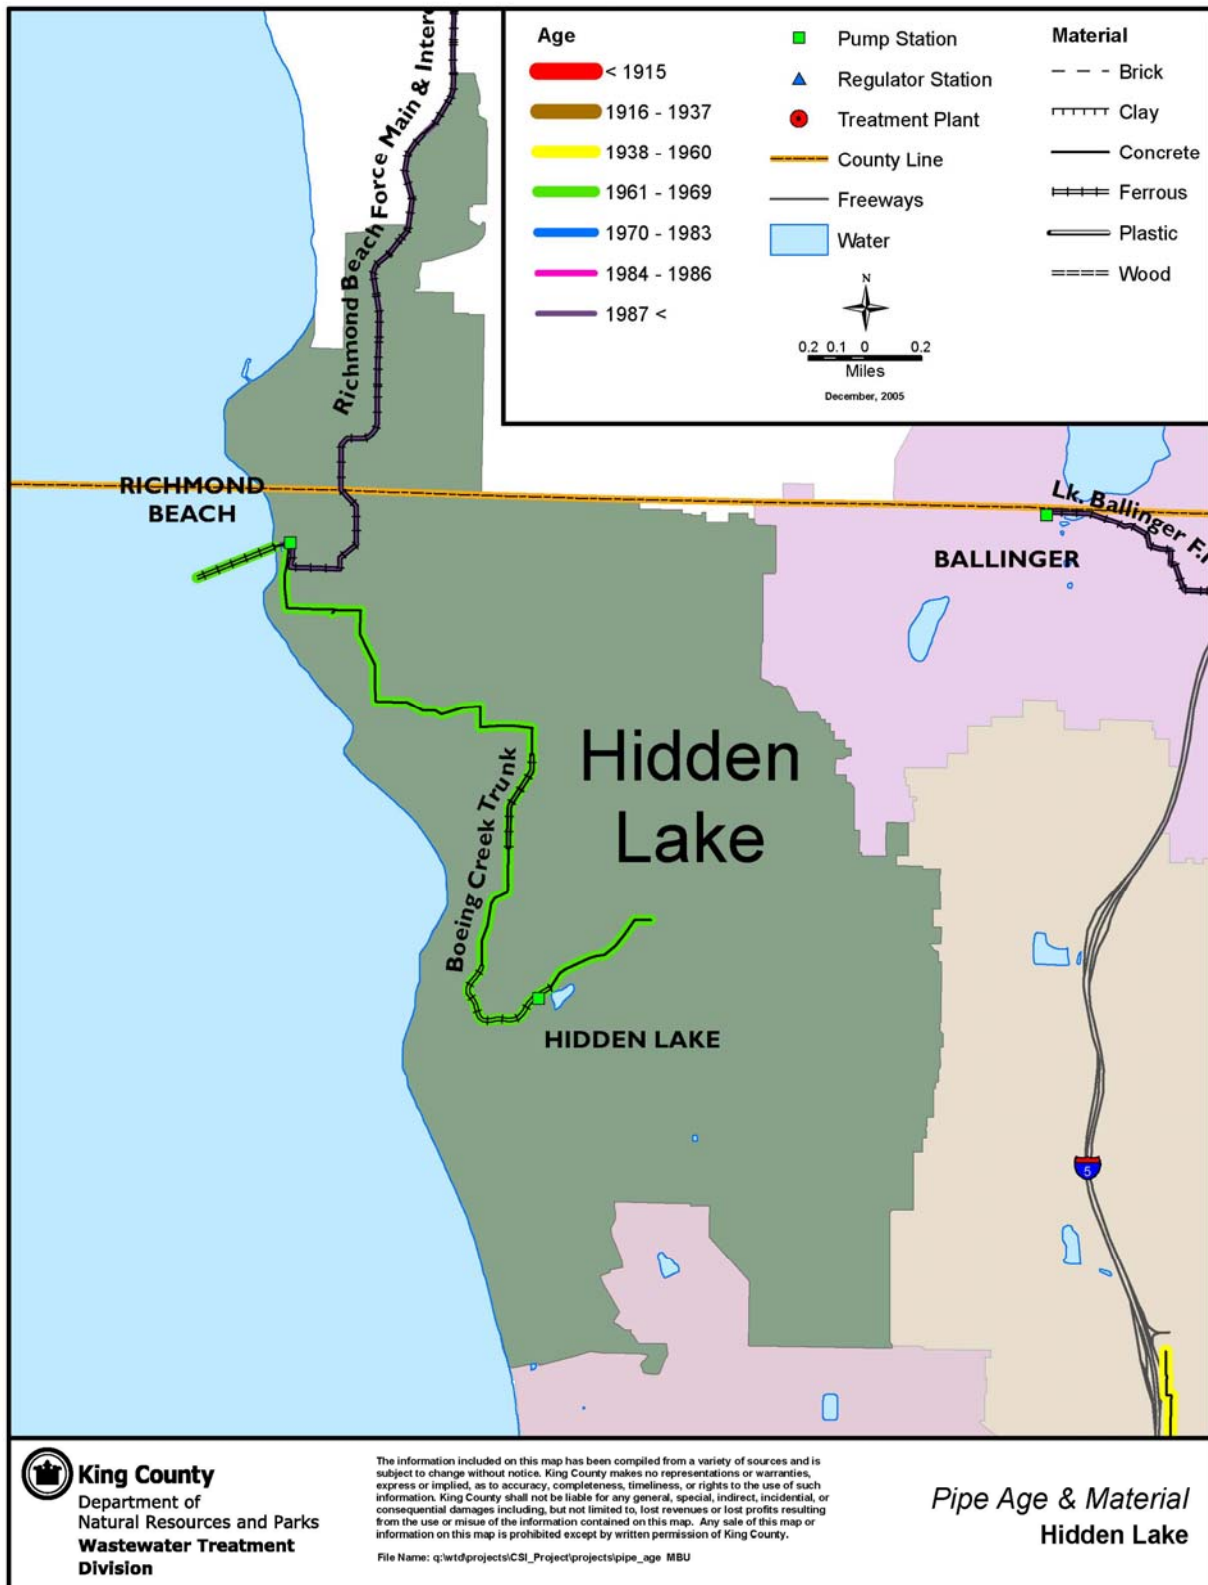 Age
< 1915
1916 - 1937
1938 - 1960
1961 - 1969
1970 - 1983
1984 - 1986
1987 <
Pump Station
Regulator Station
Treatment Plant
County Line
Freeways
Water
N
0.2 0.1 0 0.2
Miles
December, 2005
Material
Brick
Clay
Concrete
Ferrous
Plastic
Wood
Richmond Beach Force Main & Interc
RICHMOND
BEACH
Lk. Ballinger F.
BALLINGER
Hidden
Lake
Boeing Creek Trunk
HIDDEN LAKE
5
King County
Department of
Natural Resources and Parks
Wastewater Treatment
Division
The information included on this map has been compiled from a variety of sources and is
subject to change without notice. King County makes no representations or warranties,
express or implied, as to accuracy, completeness, timeliness, or rights to the use of such
information. King County shall not be liable for any general, special, indirect, incidental, or
consequential damages including, but not limited to, lost revenues or lost profits resulting
from the use or misue of the information contained on this map. Any sale of this map or
information on this map is prohibited except by written permission of King County.
File Name: q:\wtd\projects\CSI_Project\projects\pipe_age MBU
Pipe Age & Material
Hidden Lake